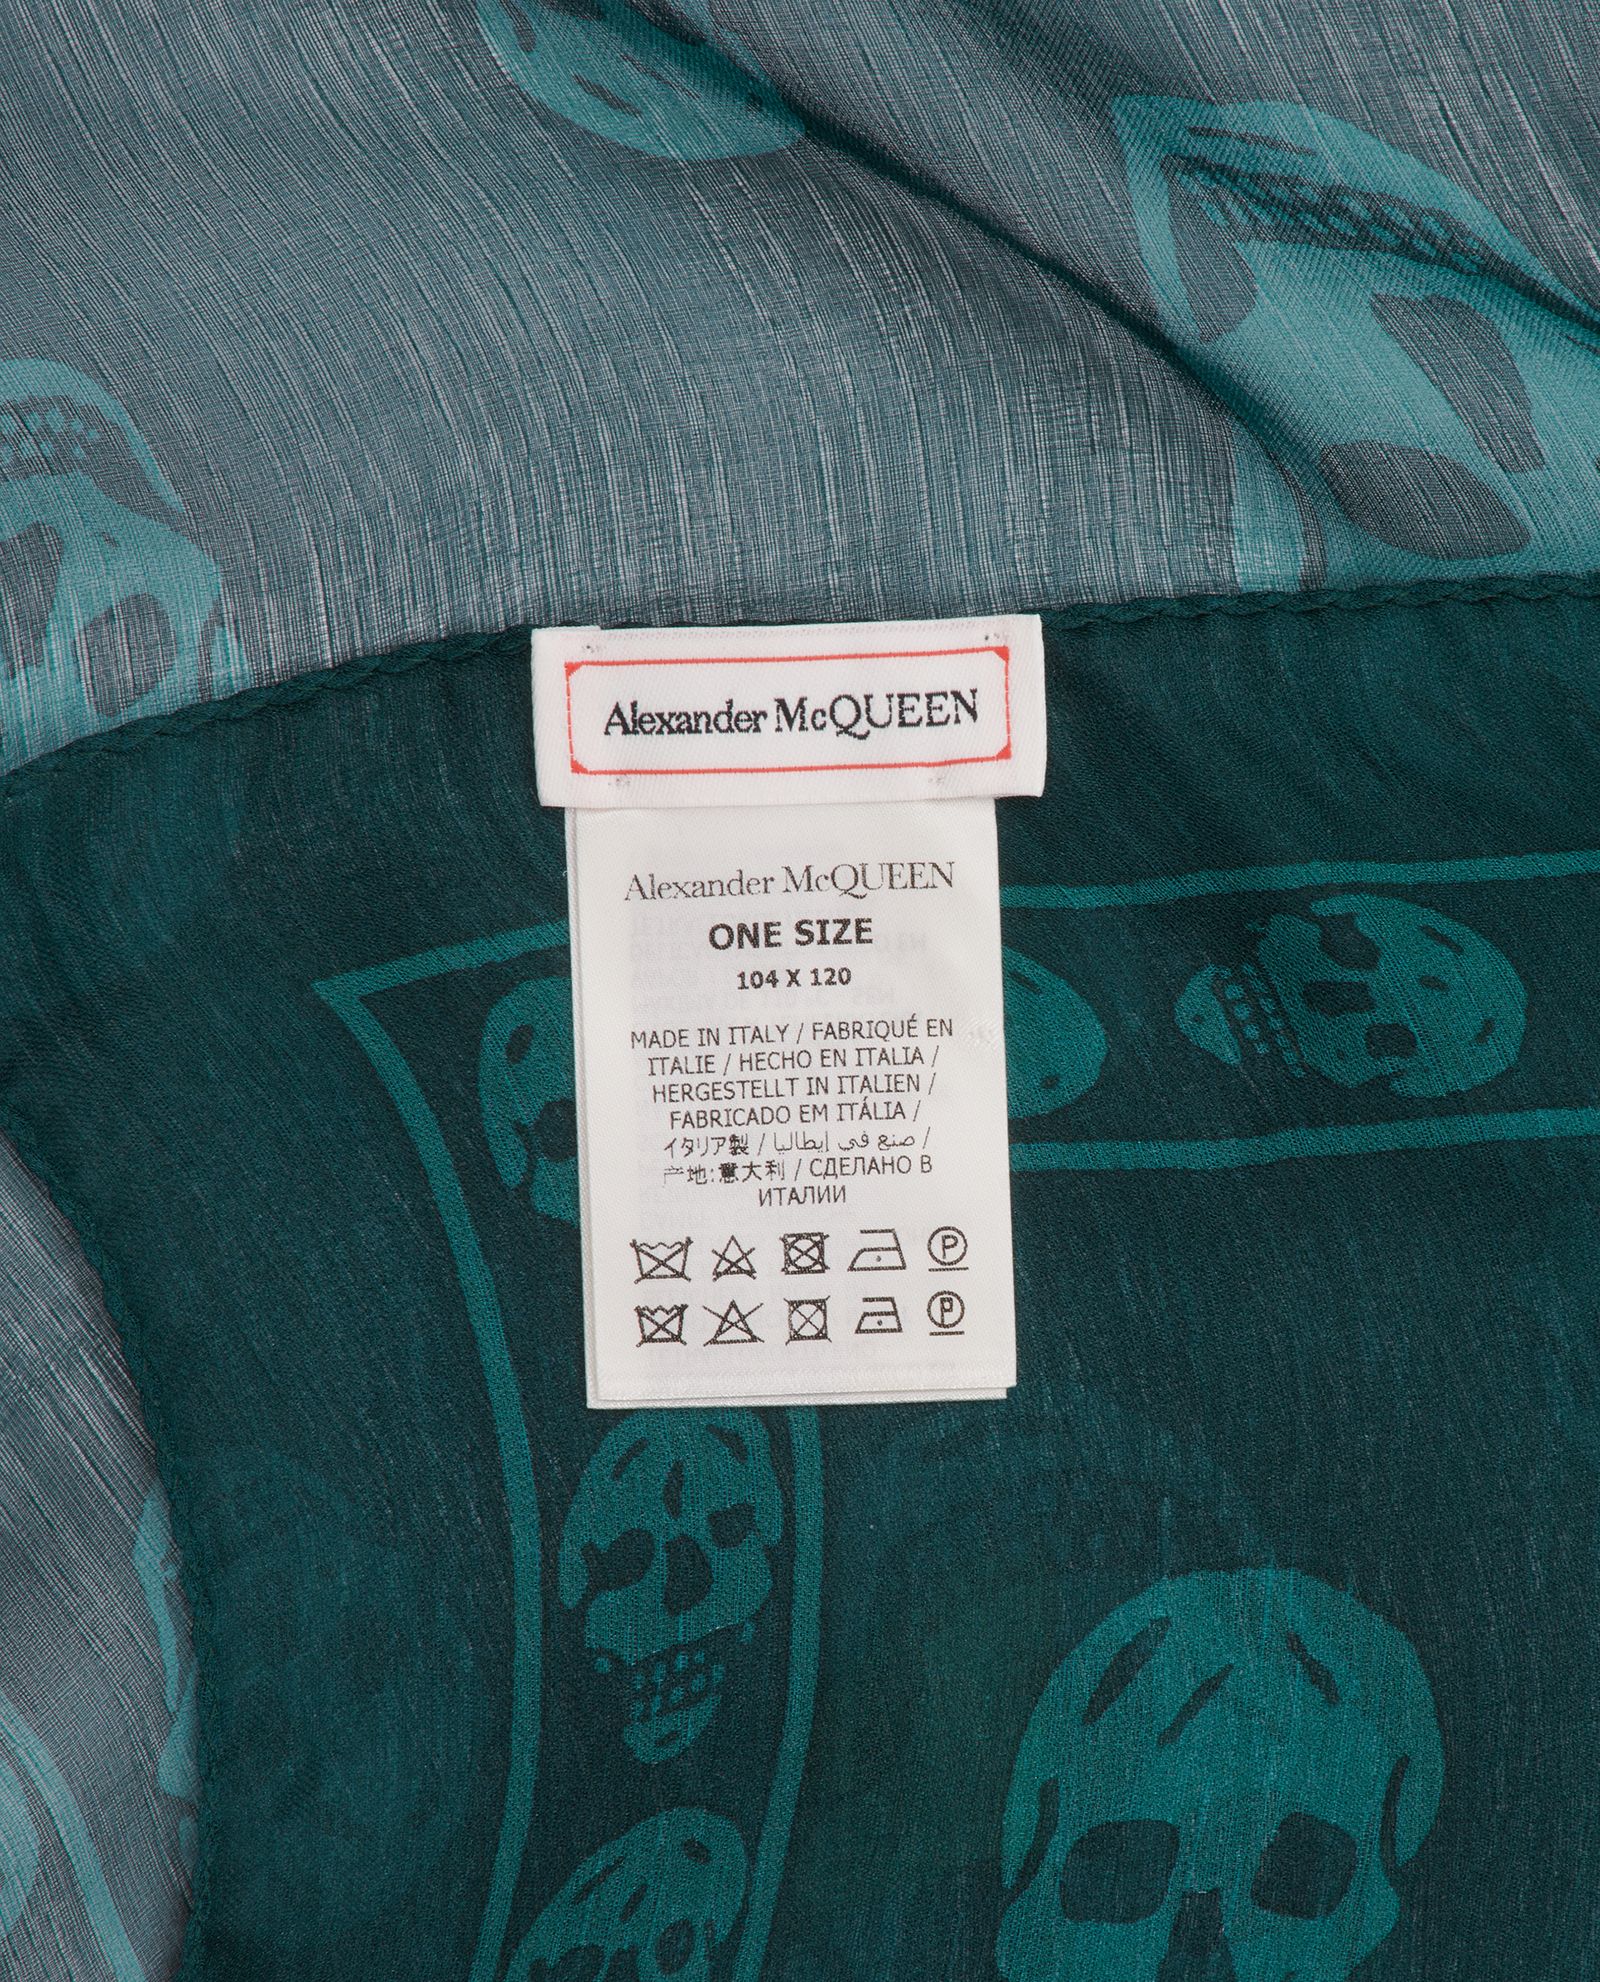 Alexander McQUEEN
Alexander McQUEEN
ONE SIZE
104 X 120
MADE IN ITALY / FABRIQUÉ EN
ITALIE / HECHO EN ITALIA /
HERGESTELLT IN ITALIEN /
FABRICADO EM ITÁLIA /
イタリア製 / صنع في إيطاليا /
产地:意大利 / СДЕЛАНО В
ИТАЛИИ
P
P